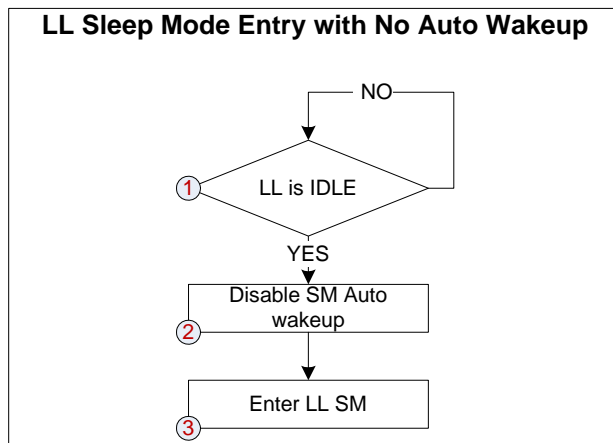 LL Sleep Mode Entry with No Auto Wakeup
NO
1
LL is IDLE
YES
Disable SM Auto
wakeup
2
Enter LL SM
3